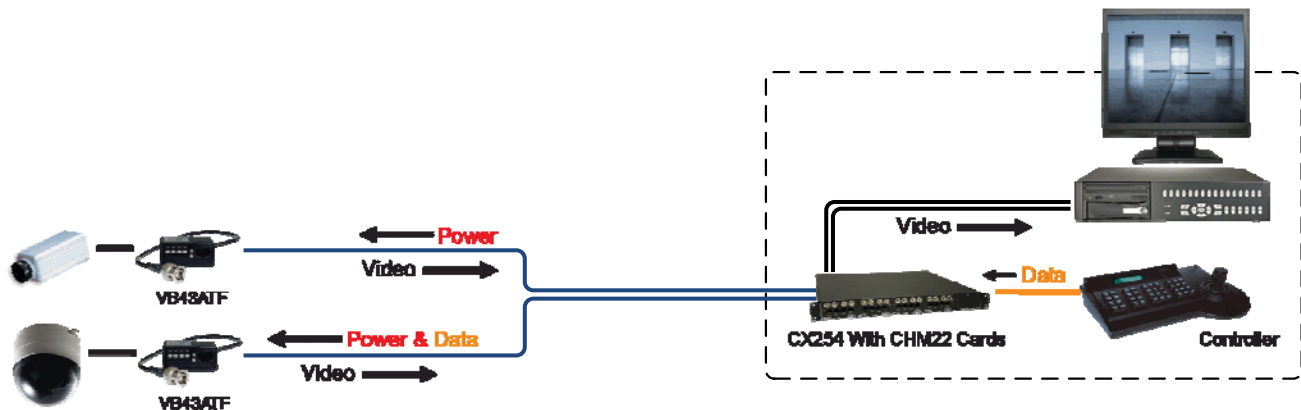 Video
Power
Video
Data
VB43ATF
CX254 With CHM22 Cards
Controller
Power & Data
Video
VB43ATF